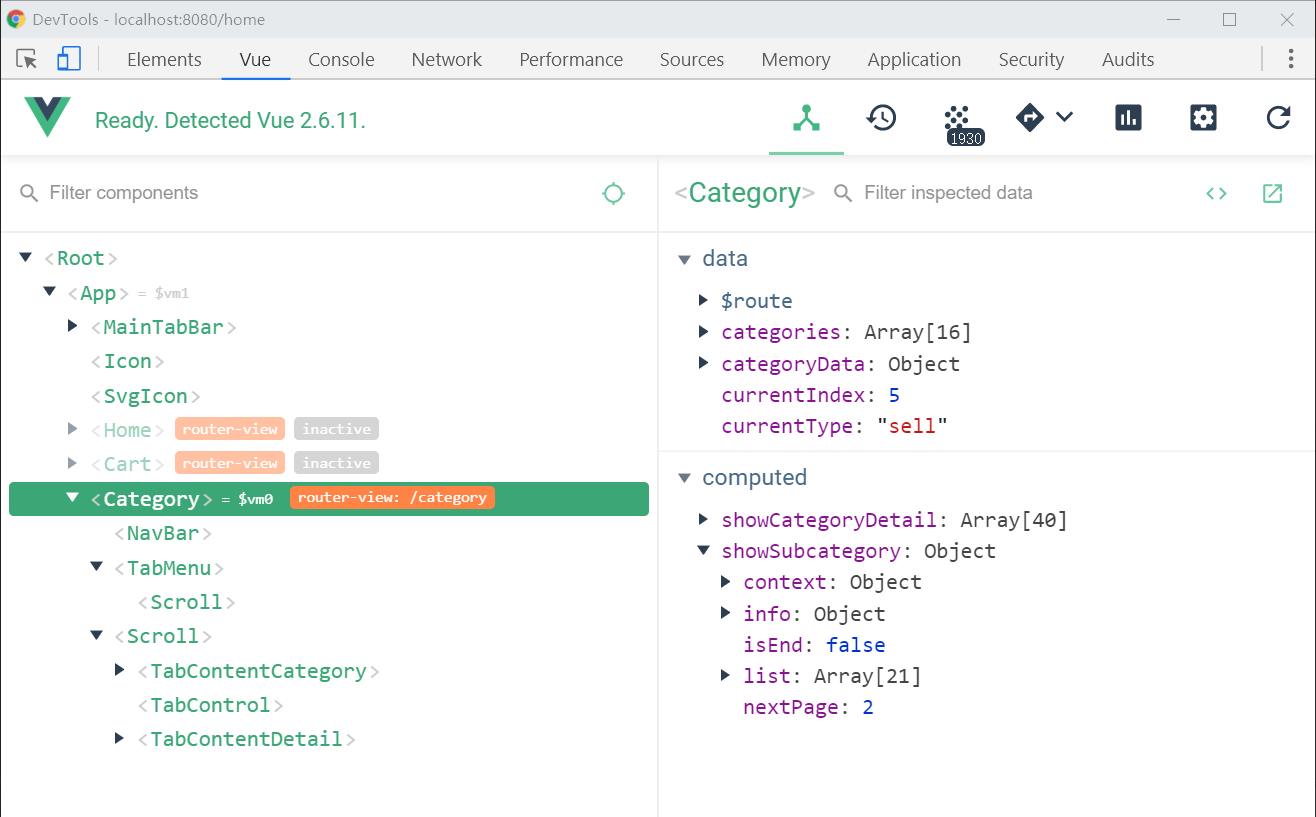 DevTools - localhost:8080/home
Elements Vue Console Network Performance Sources Memory Application Security Audits
Ready. Detected Vue 2.6.11.
1930
Filter components
<Category> Filter inspected data
<Root>
<App> = $vm1
<MainTabBar>
<Icon>
<SvgIcon>
<Home> router-view inactive
<Cart> router-view inactive
<Category> = $vm0 router-view: /category
<NavBar>
<TabMenu>
<Scroll>
<Scroll>
<TabContentCategory>
<TabControl>
<TabContentDetail>
data
$route
categories: Array[16]
categoryData: Object
currentIndex: 5
currentType: "sell"
computed
showCategoryDetail: Array[40]
showSubcategory: Object
context: Object
info: Object
isEnd: false
list: Array[21]
nextPage: 2